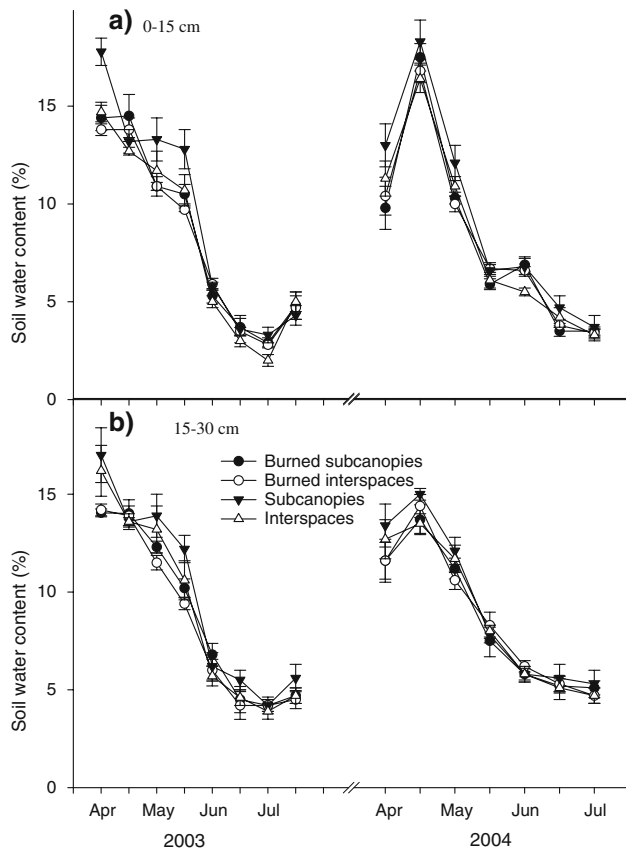 a) 0-15 cm
15
10
5
0
Soil water content (%)
b) 15-30 cm
Burned subcanopies
Burned interspaces
Subcanopies
Interspaces
15
10
5
0
Soil water content (%)
Apr May Jun Jul Apr May Jun Jul
2003 2004